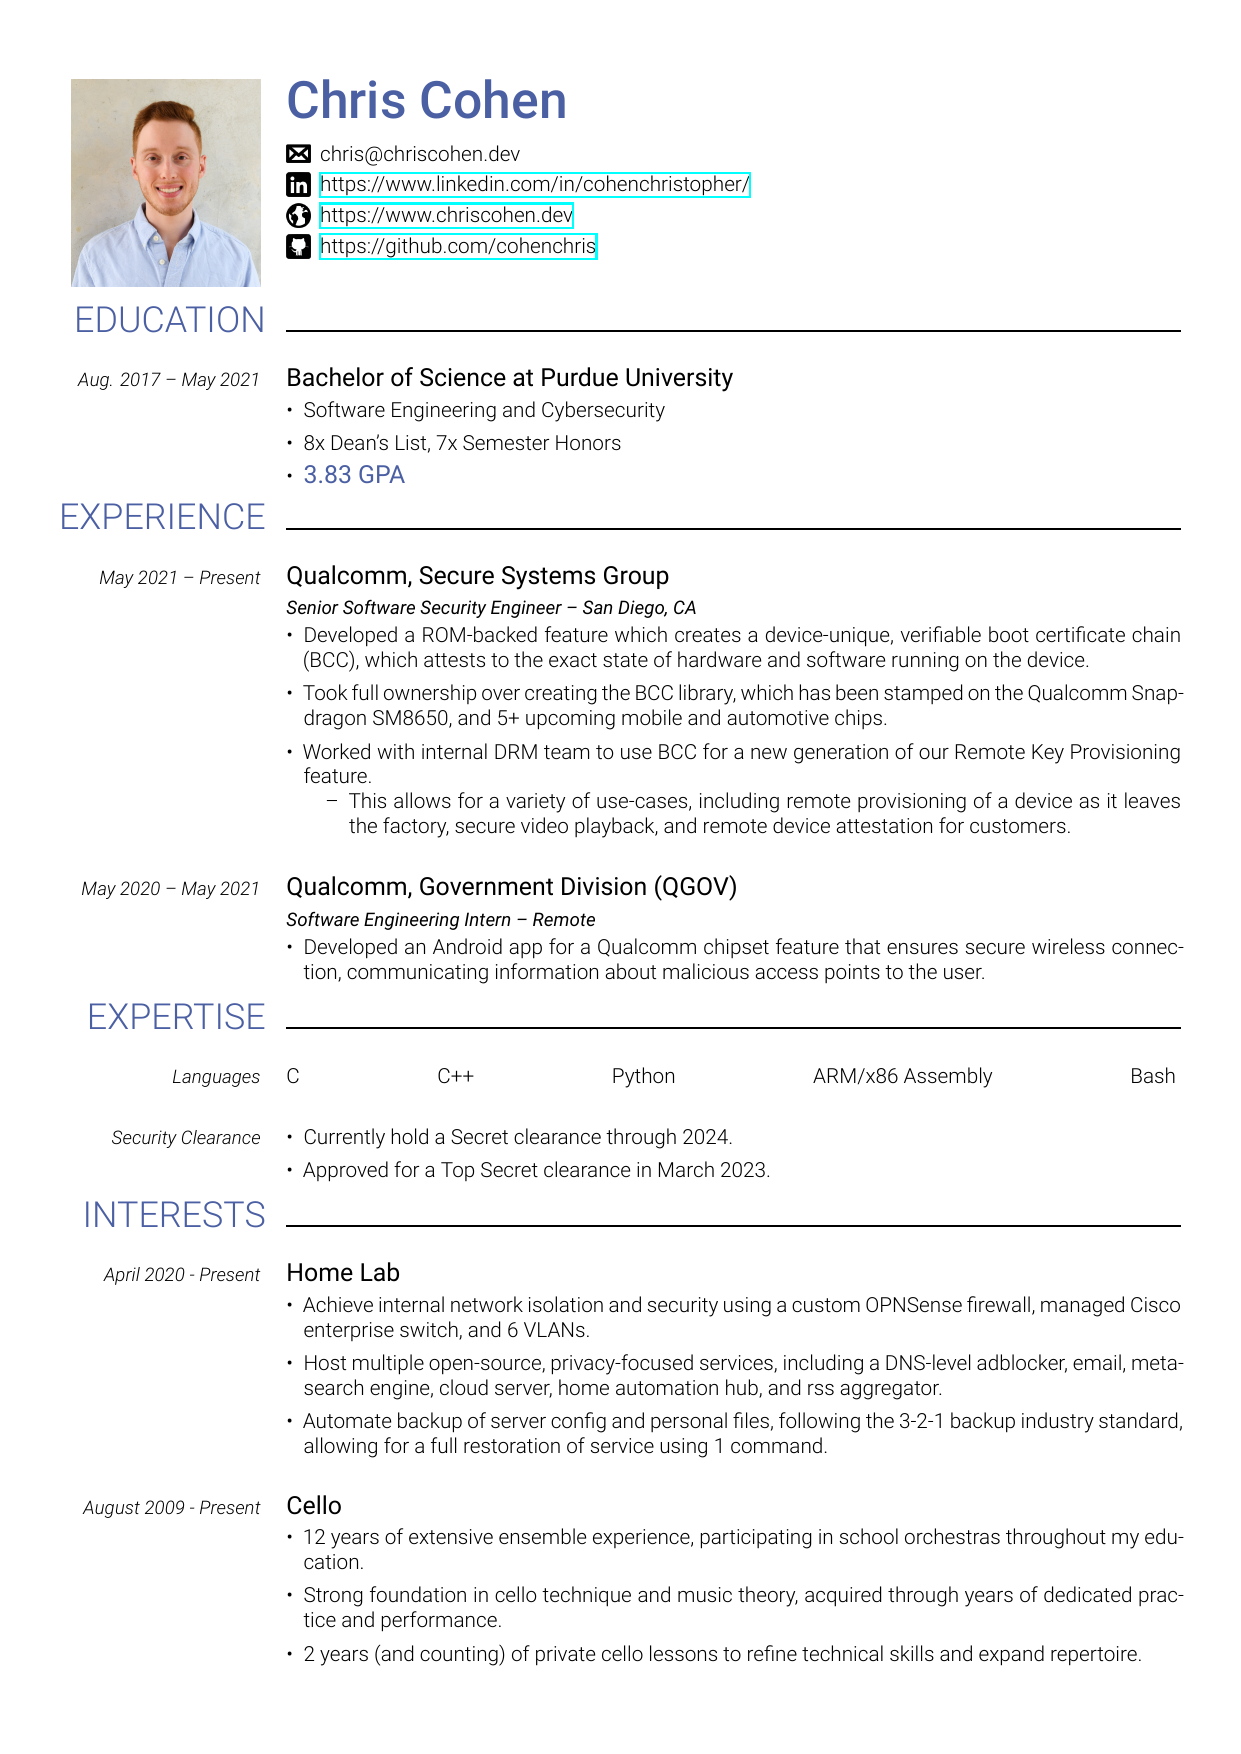 Chris Cohen
chris@chriscohen.dev
https://www.linkedin.com/in/cohenchristopher/
https://www.chriscohen.dev
https://github.com/cohenchris
EDUCATION
Aug. 2017 – May 2021 Bachelor of Science at Purdue University
• Software Engineering and Cybersecurity
• 8x Dean’s List, 7x Semester Honors
• 3.83 GPA
EXPERIENCE
May 2021 – Present Qualcomm, Secure Systems Group
Senior Software Security Engineer – San Diego, CA
• Developed a ROM-backed feature which creates a device-unique, verifiable boot certificate chain
(BCC), which attests to the exact state of hardware and software running on the device.
• Took full ownership over creating the BCC library, which has been stamped on the Qualcomm Snap-
dragon SM8650, and 5+ upcoming mobile and automotive chips.
• Worked with internal DRM team to use BCC for a new generation of our Remote Key Provisioning
feature.
– This allows for a variety of use-cases, including remote provisioning of a device as it leaves
the factory, secure video playback, and remote device attestation for customers.
May 2020 – May 2021 Qualcomm, Government Division (QGOV)
Software Engineering Intern – Remote
• Developed an Android app for a Qualcomm chipset feature that ensures secure wireless connec-
tion, communicating information about malicious access points to the user.
EXPERTISE
Languages C C++ Python ARM/x86 Assembly Bash
Security Clearance • Currently hold a Secret clearance through 2024.
• Approved for a Top Secret clearance in March 2023.
INTERESTS
April 2020 - Present Home Lab
• Achieve internal network isolation and security using a custom OPNSense firewall, managed Cisco
enterprise switch, and 6 VLANs.
• Host multiple open-source, privacy-focused services, including a DNS-level adblocker, email, meta-
search engine, cloud server, home automation hub, and rss aggregator.
• Automate backup of server config and personal files, following the 3-2-1 backup industry standard,
allowing for a full restoration of service using 1 command.
August 2009 - Present Cello
• 12 years of extensive ensemble experience, participating in school orchestras throughout my edu-
cation.
• Strong foundation in cello technique and music theory, acquired through years of dedicated prac-
tice and performance.
• 2 years (and counting) of private cello lessons to refine technical skills and expand repertoire.